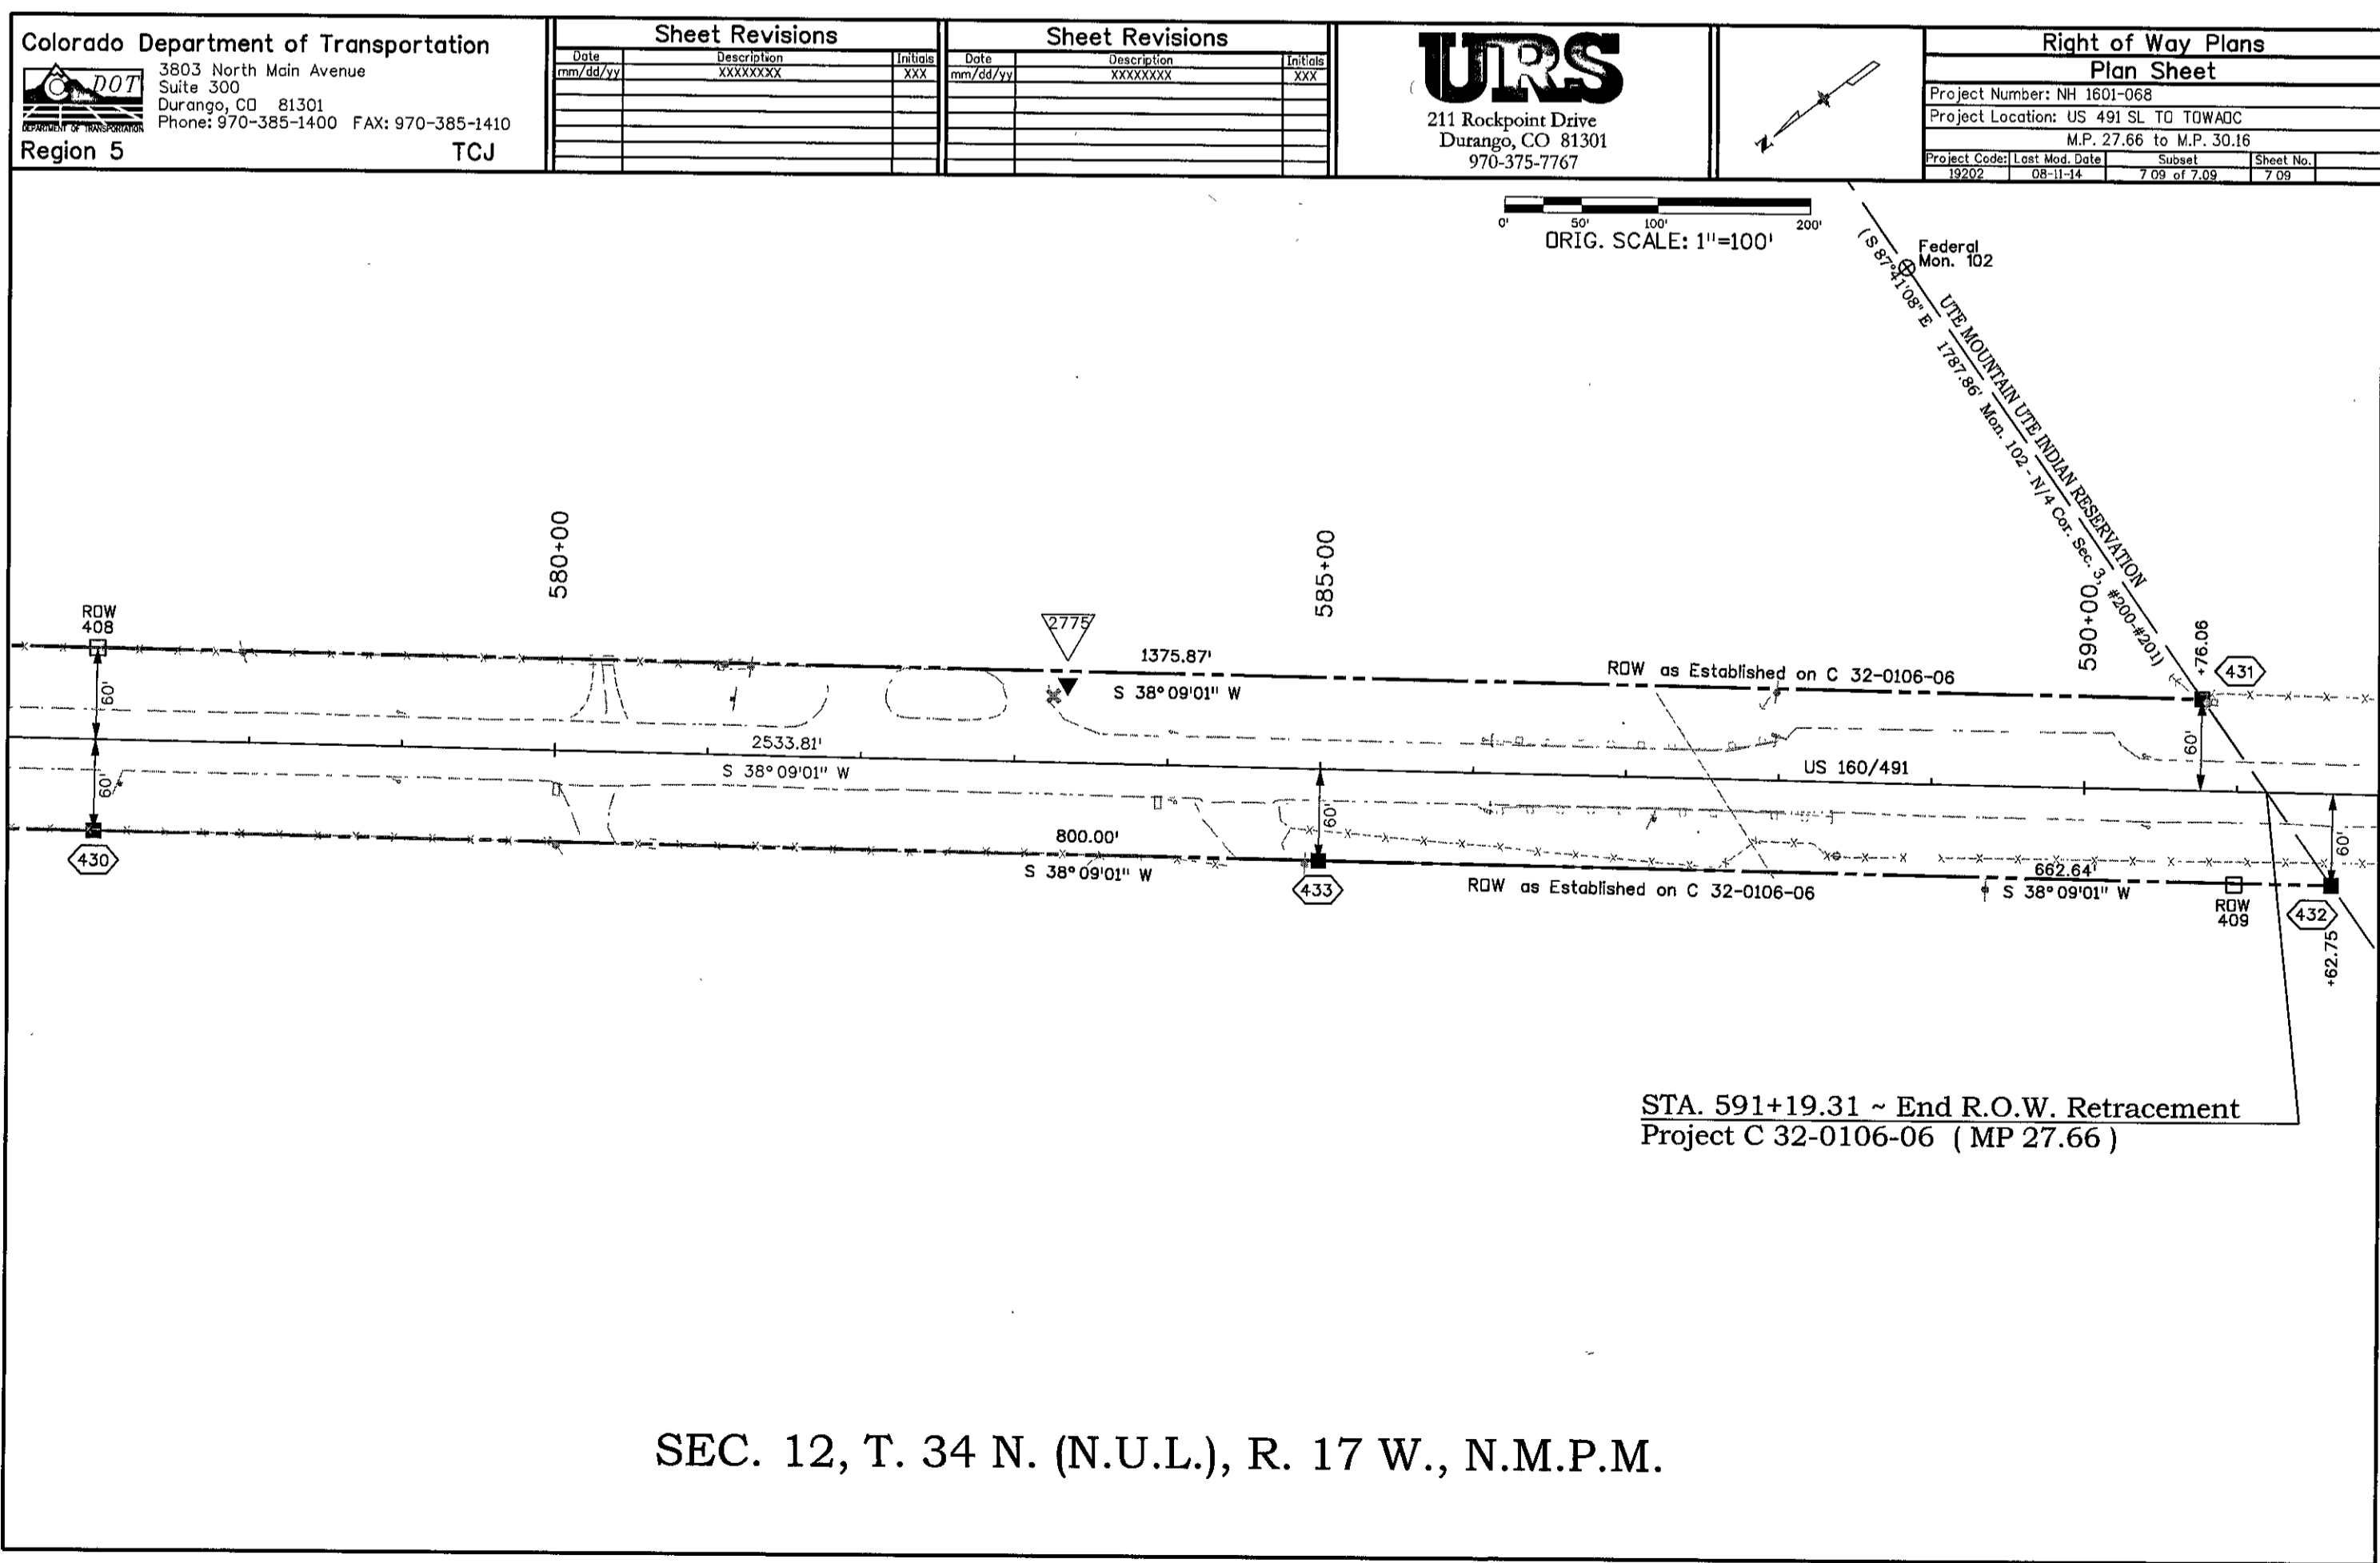 Colorado Department of Transportation
DOT
DEPARTMENT OF TRANSPORTATION
3803 North Main Avenue
Suite 300
Durango, CO 81301
Phone: 970-385-1400 FAX: 970-385-1410
Region 5 TCJ
Sheet Revisions
Date Description Initials
mm/dd/yy XXXXXXXX XXX
Sheet Revisions
Date Description Initials
mm/dd/yy XXXXXXXX XXX
URS
211 Rockpoint Drive
Durango, CO 81301
970-375-7767
N
Right of Way Plans
Plan Sheet
Project Number: NH 1601-068
Project Location: US 491 SL TO TOWAOC
M.P. 27.66 to M.P. 30.16
Project Code: Last Mod. Date Subset Sheet No.
19202 08-11-14 7 09 of 7.09 7 09
0' 50' 100' 200'
ORIG. SCALE: 1"=100'
Federal
Mon. 102
UTE MOUNTAIN UTE INDIAN RESERVATION
(S 87°41'08" E 1787.86' Mon. 102 - N/4 Cor. Sec. 3, #200-#201)
580+00
585+00
590+00
+76.06
431
ROW
408
2775
1375.87'
S 38°09'01" W
ROW as Established on C 32-0106-06
60'
60'
2533.81'
S 38°09'01" W
US 160/491
60'
60'
60'
430
800.00'
S 38°09'01" W
433
ROW as Established on C 32-0106-06
662.64'
S 38°09'01" W
ROW
409
432
+62.75
STA. 591+19.31 ~ End R.O.W. Retracement
Project C 32-0106-06 ( MP 27.66 )
SEC. 12, T. 34 N. (N.U.L.), R. 17 W., N.M.P.M.